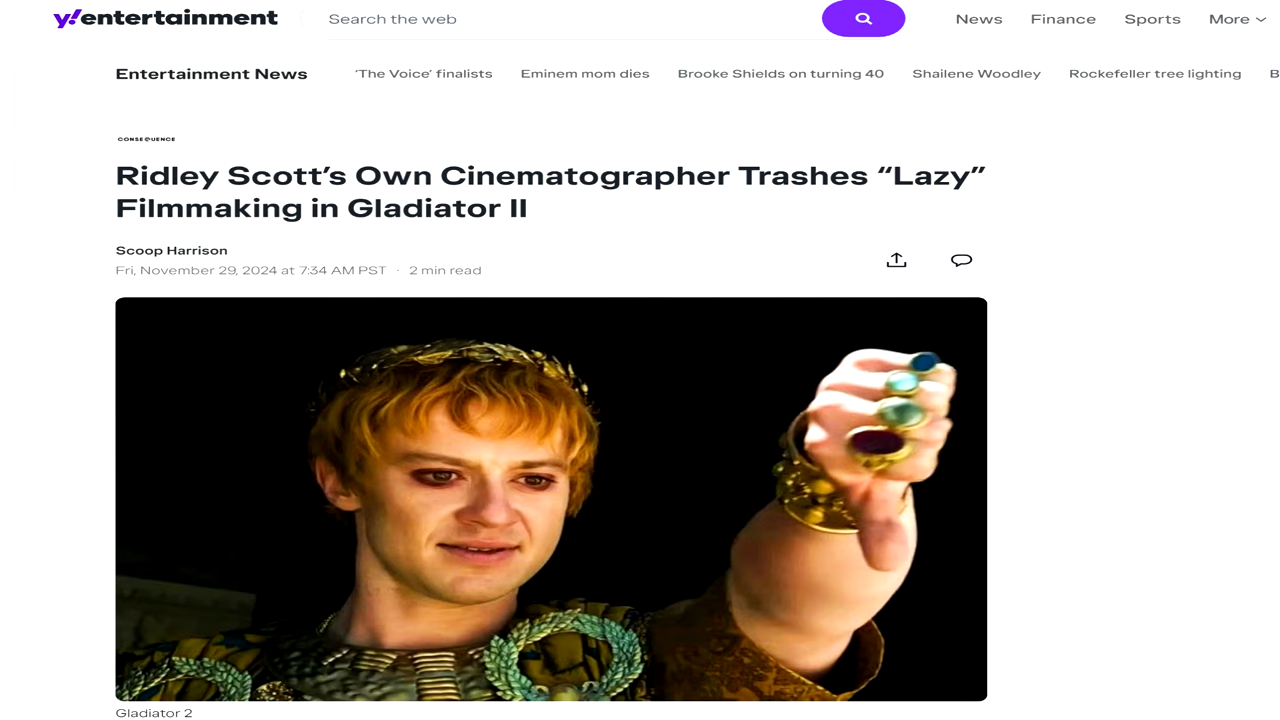 y!entertainment
Search the web
News
Finance
Sports
More
Entertainment News
'The Voice' finalists
Eminem mom dies
Brooke Shields on turning 40
Shailene Woodley
Rockefeller tree lighting
B
CONSEQUENCE
Ridley Scott’s Own Cinematographer Trashes “Lazy”
Filmmaking in Gladiator II
Scoop Harrison
Fri, November 29, 2024 at 7:34 AM PST · 2 min read
Gladiator 2